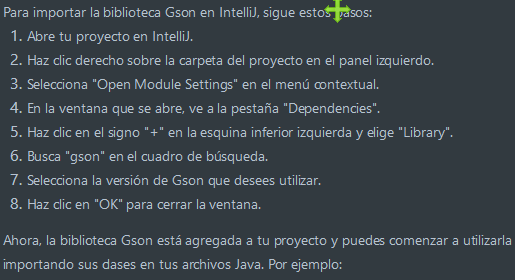 Para importar la biblioteca Gson en IntelliJ, sigue estos pasos:
1. Abre tu proyecto en IntelliJ.
2. Haz clic derecho sobre la carpeta del proyecto en el panel izquierdo.
3. Selecciona "Open Module Settings" en el menú contextual.
4. En la ventana que se abre, ve a la pestaña "Dependencies".
5. Haz clic en el signo "+" en la esquina inferior izquierda y elige "Library".
6. Busca "gson" en el cuadro de búsqueda.
7. Selecciona la versión de Gson que desees utilizar.
8. Haz clic en "OK" para cerrar la ventana.
Ahora, la biblioteca Gson está agregada a tu proyecto y puedes comenzar a utilizarla
importando sus clases en tus archivos Java. Por ejemplo: